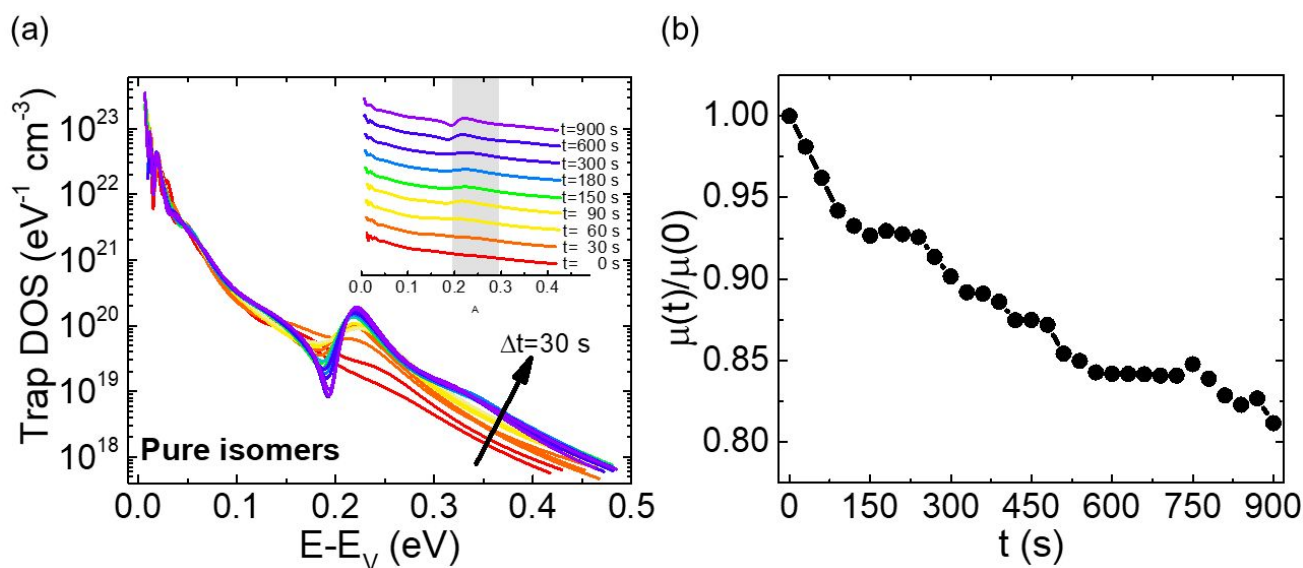 (a)
(b)
Trap DOS (eV⁻¹ cm⁻³)
10²³
10²²
10²¹
10²⁰
10¹⁹
10¹⁸
t=900 s
t=600 s
t=300 s
t=180 s
t=150 s
t= 90 s
t= 60 s
t= 30 s
t= 0 s
0.0 0.1 0.2 0.3 0.4
A
Δt=30 s
Pure isomers
0.0 0.1 0.2 0.3 0.4 0.5
E-E_V (eV)
μ(t)/μ(0)
1.00
0.95
0.90
0.85
0.80
0 150 300 450 600 750 900
t (s)